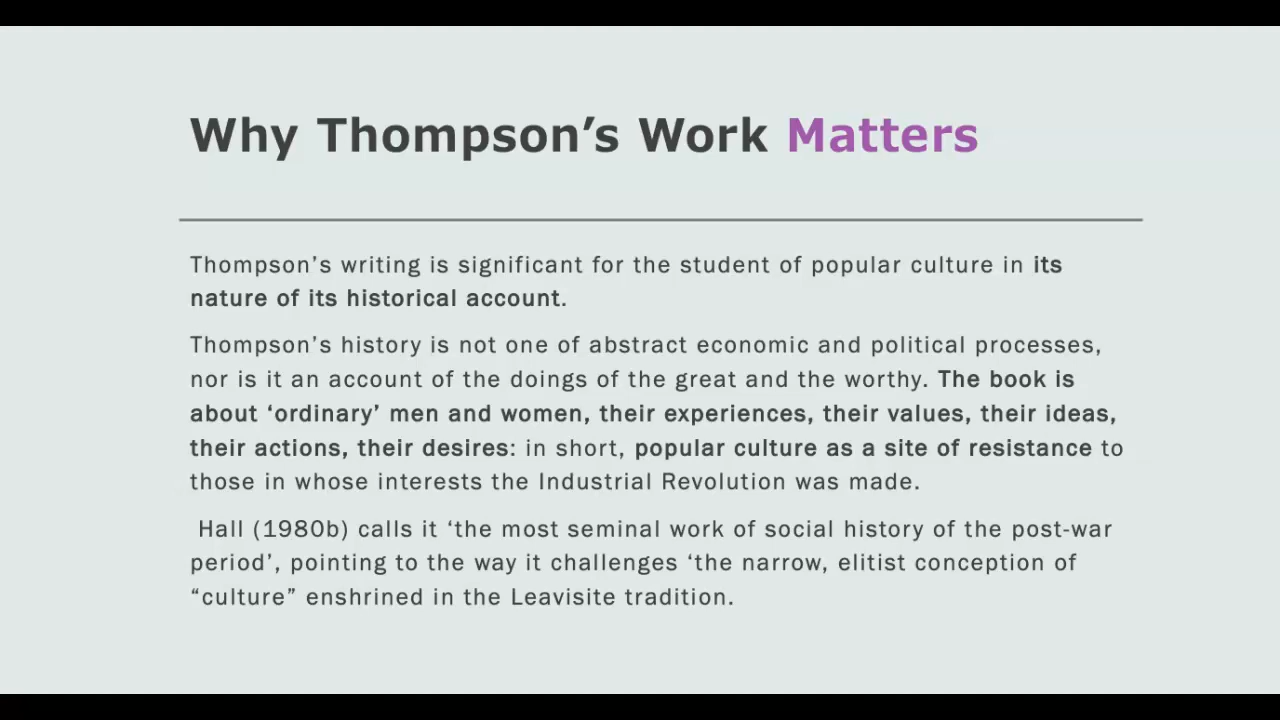 Why Thompson’s Work Matters
Thompson’s writing is significant for the student of popular culture in its
nature of its historical account.
Thompson’s history is not one of abstract economic and political processes,
nor is it an account of the doings of the great and the worthy. The book is
about ‘ordinary’ men and women, their experiences, their values, their ideas,
their actions, their desires: in short, popular culture as a site of resistance to
those in whose interests the Industrial Revolution was made.
Hall (1980b) calls it ‘the most seminal work of social history of the post-war
period’, pointing to the way it challenges ‘the narrow, elitist conception of
“culture” enshrined in the Leavisite tradition.